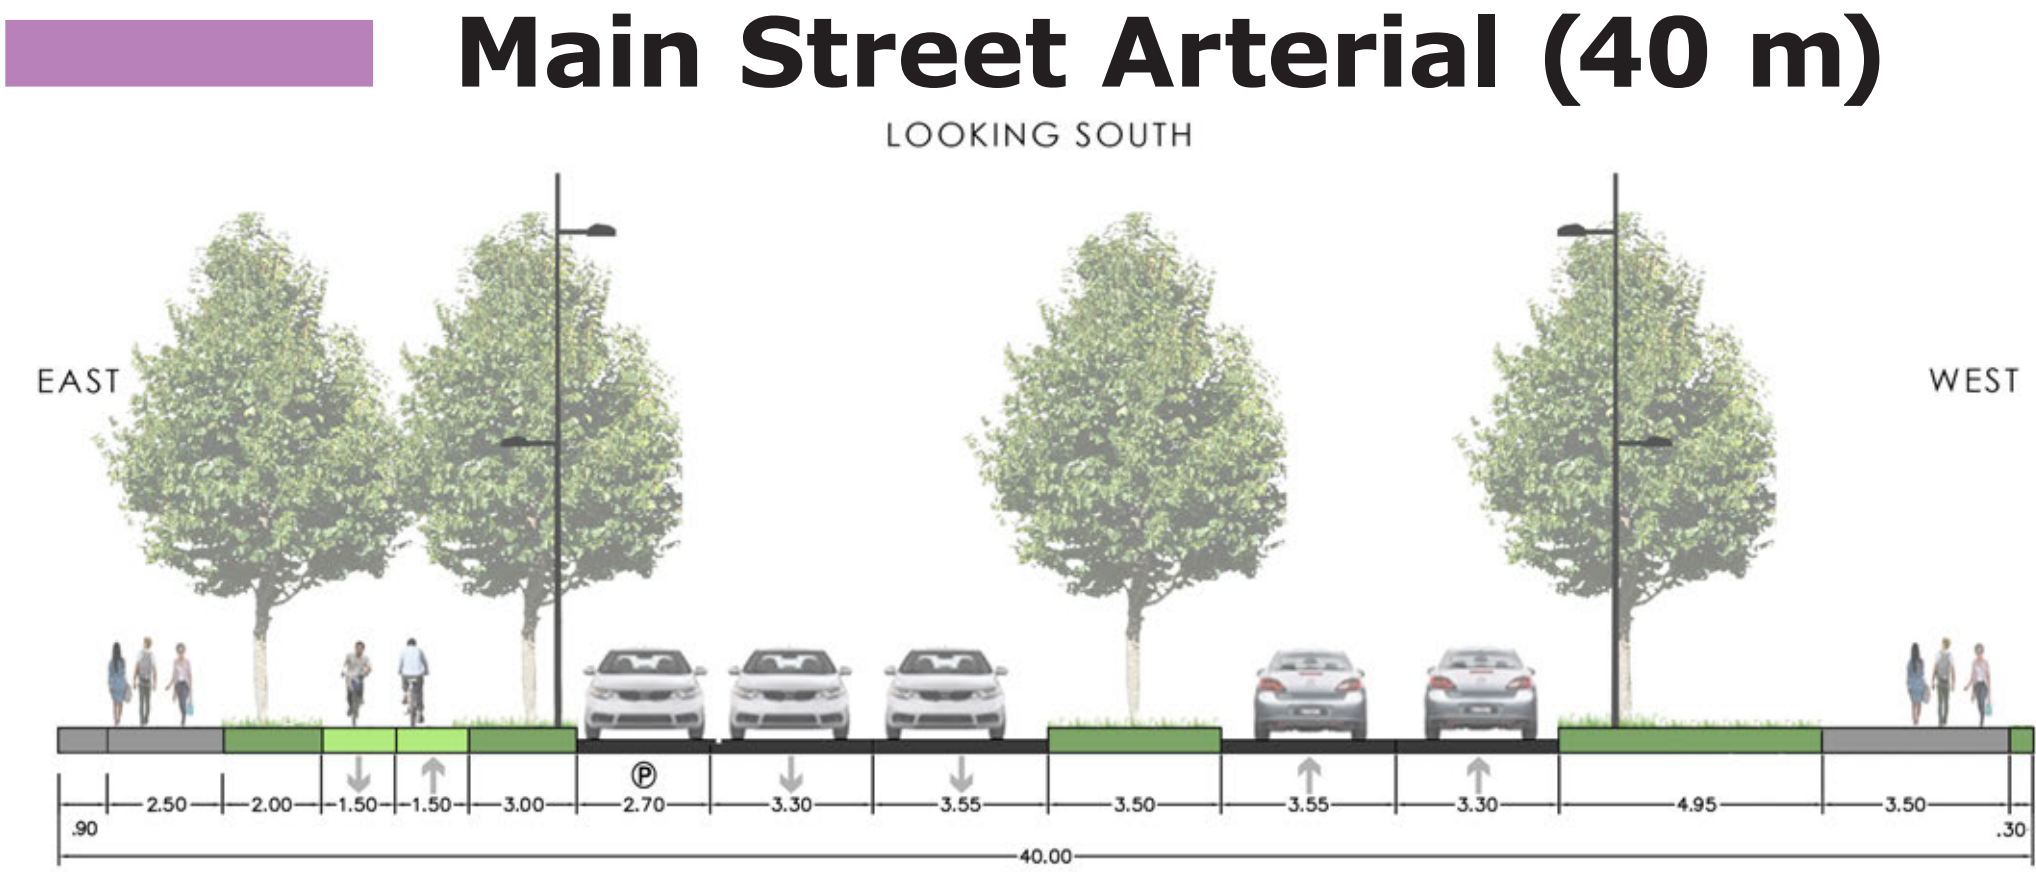 Main Street Arterial (40 m)
LOOKING SOUTH
EAST
WEST
P
.90 2.50 2.00 1.50 1.50 3.00 2.70 3.30 3.55 3.50 3.55 3.30 4.95 3.50 .30
40.00